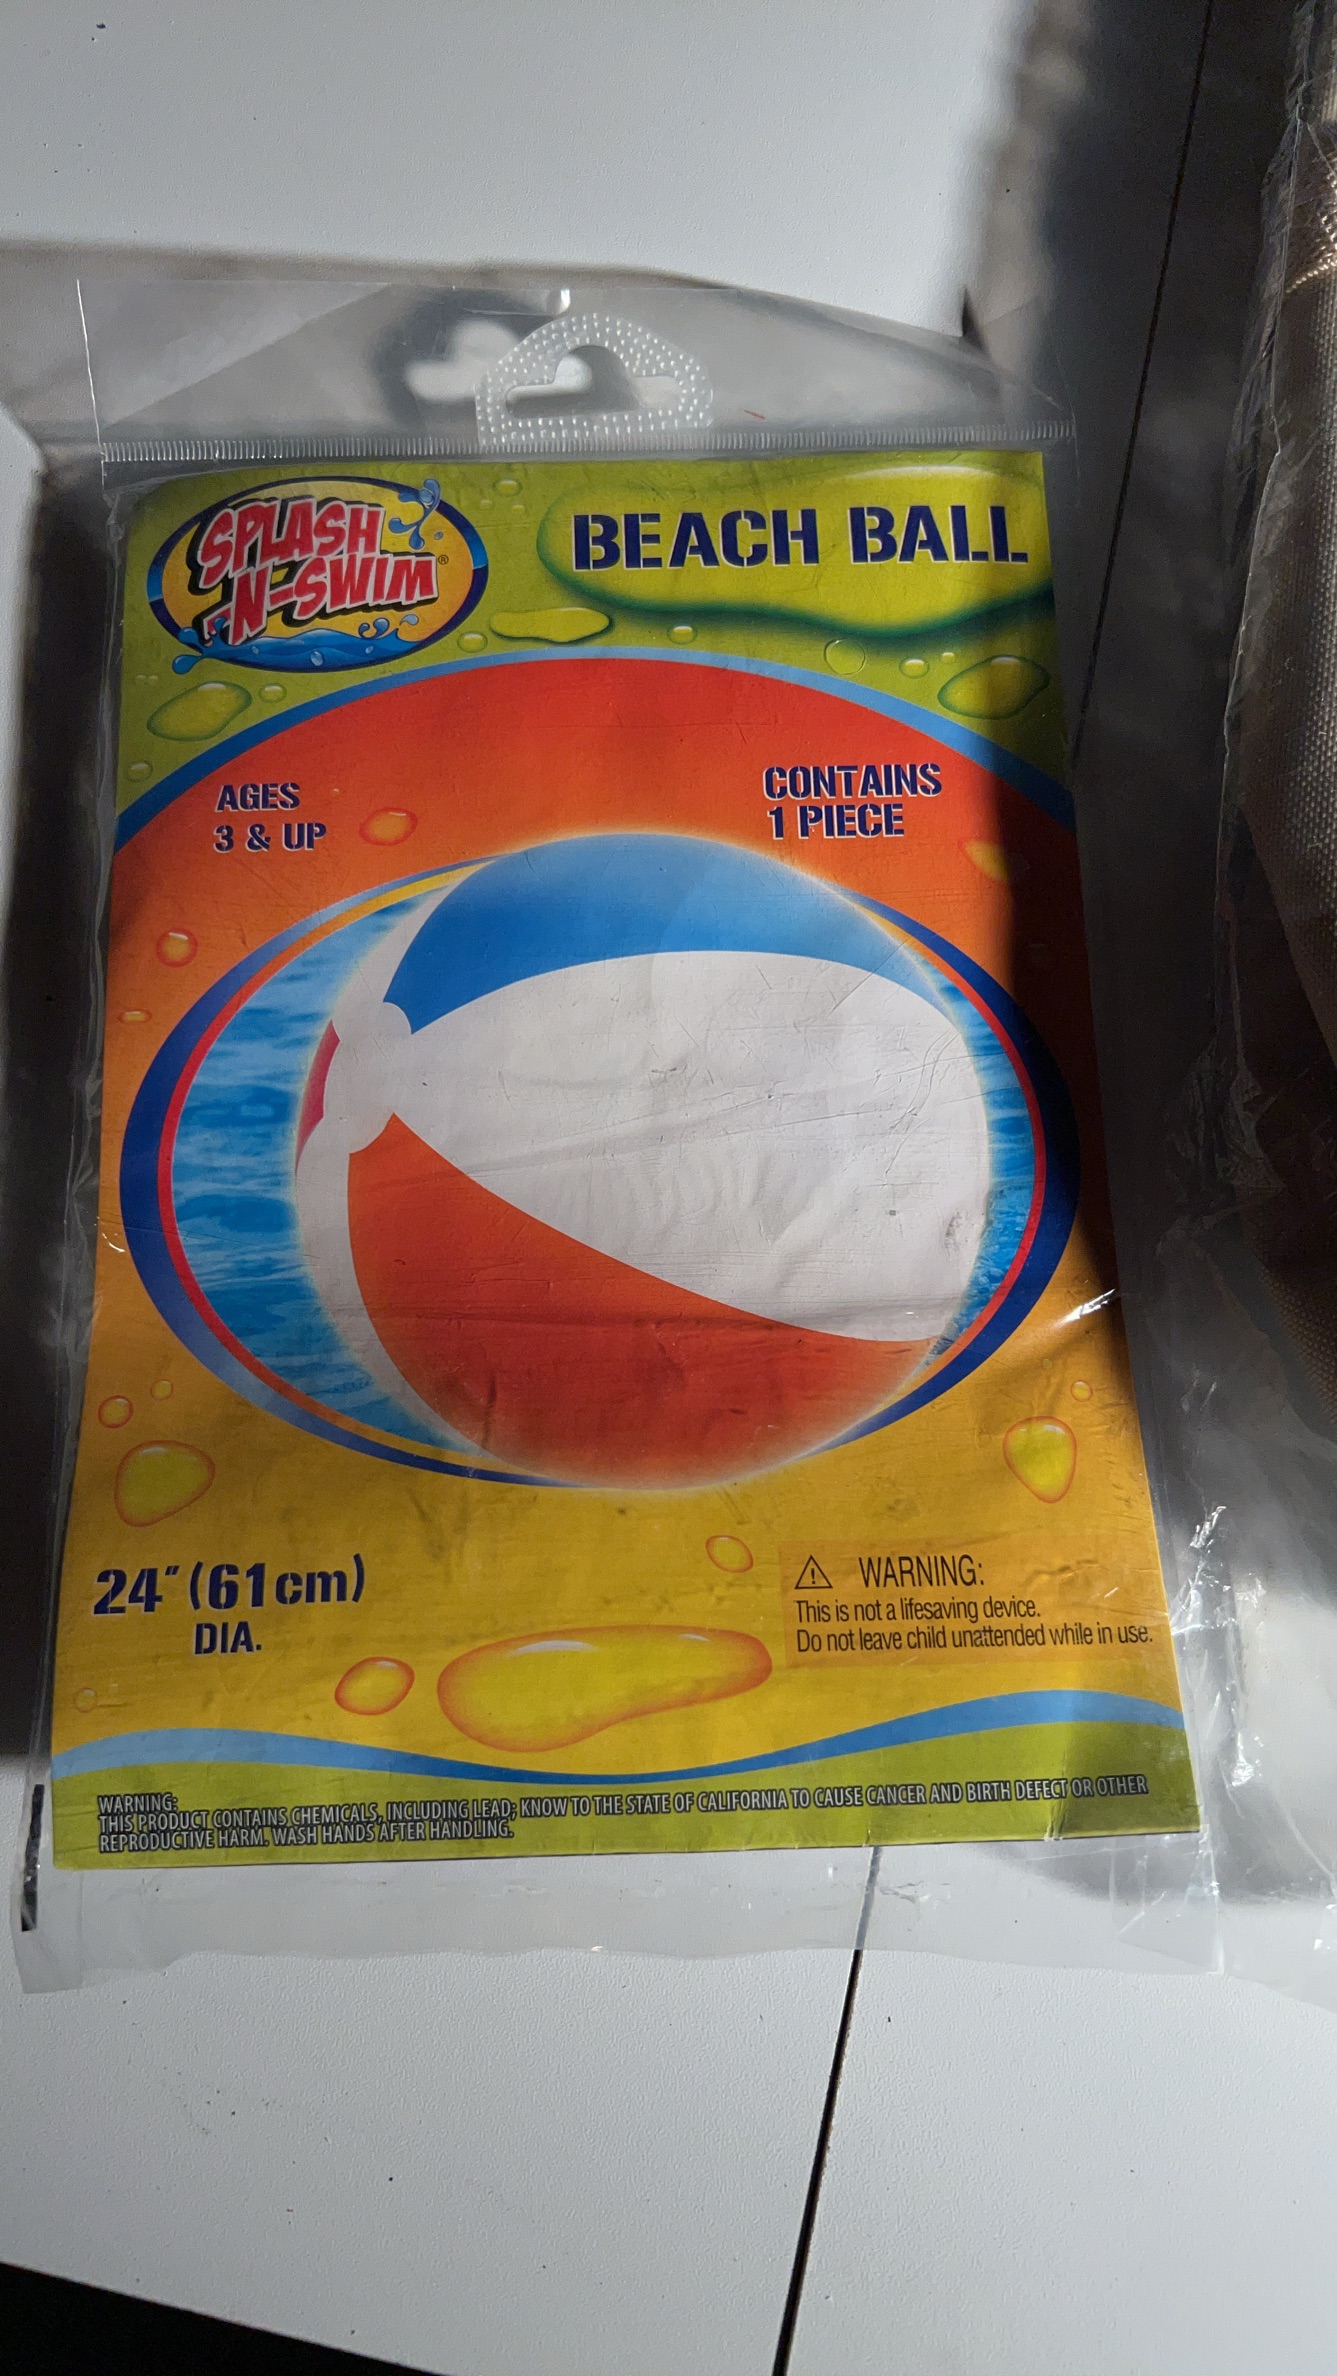 SPLASH
-N-SWIM®
BEACH BALL
AGES
3 & UP
CONTAINS
1 PIECE
24" (61cm)
DIA.
⚠ WARNING:
This is not a lifesaving device.
Do not leave child unattended while in use.
WARNING:
THIS PRODUCT CONTAINS CHEMICALS, INCLUDING LEAD; KNOW TO THE STATE OF CALIFORNIA TO CAUSE CANCER AND BIRTH DEFECT OR OTHER
REPRODUCTIVE HARM. WASH HANDS AFTER HANDLING.